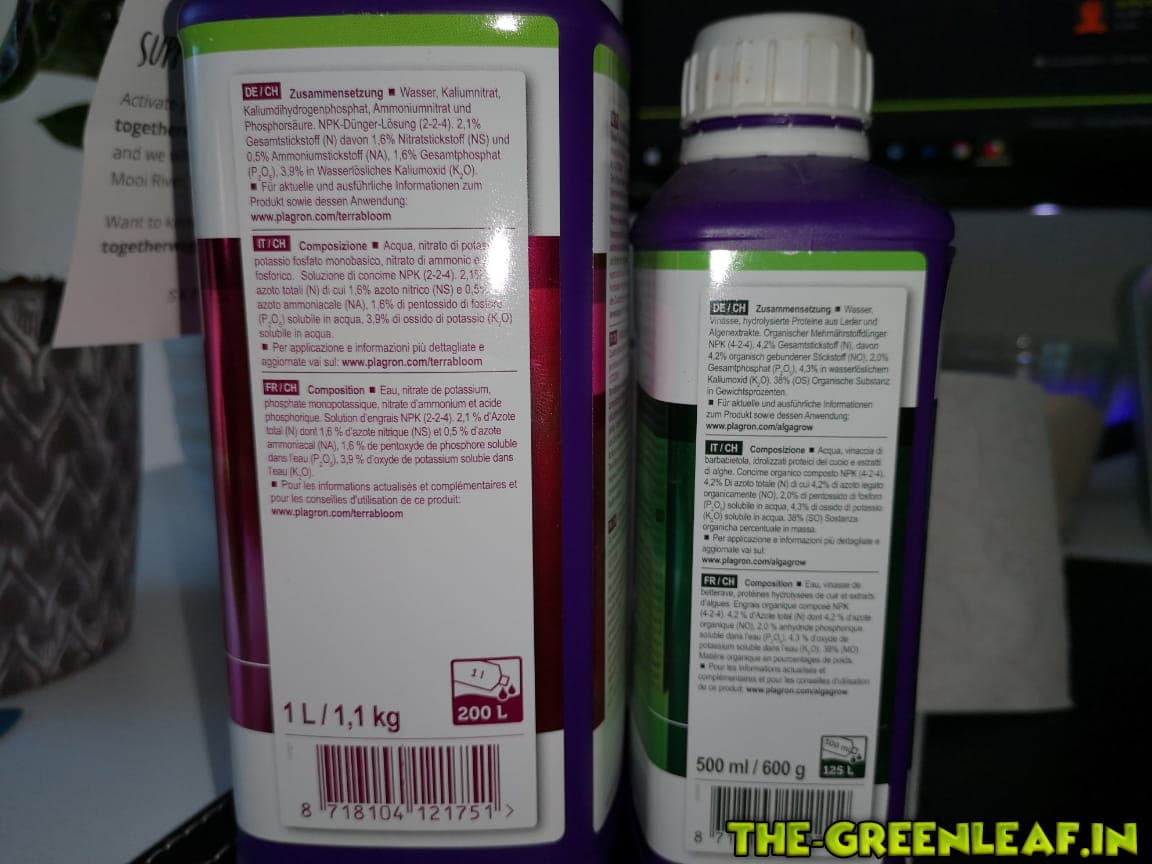 SUPP
Activate
together
and we w
Mooi Riv
Want to
togetherw
DE / CH Zusammensetzung ■ Wasser, Kaliumnitrat,
Kaliumdihydrogenphosphat, Ammoniumnitrat und
Phosphorsäure. NPK-Dünger-Lösung (2-2-4). 2,1%
Gesamtstickstoff (N) davon 1,6% Nitratstickstoff (NS) und
0,5% Ammoniumstickstoff (NA), 1,6% Gesamtphosphat
(P₂O₅), 3,9% in Wasserlösliches Kaliumoxid (K₂O).
■ Für aktuelle und ausführliche Informationen zum
Produkt sowie dessen Anwendung:
www.plagron.com/terrabloom
IT / CH Composizione ■ Acqua, nitrato di potas
potassio fosfato monobasico, nitrato di ammonio e
fosforico. Soluzione di concime NPK (2-2-4). 2,1%
azoto totali (N) di cui 1,6% azoto nitrico (NS) e 0,5%
azoto ammoniacale (NA), 1,6% di pentossido di fosforo
(P₂O₅) solubile in acqua, 3,9% di ossido di potassio (K₂O)
solubile in acqua.
■ Per applicazione e informazioni più dettagliate e
aggiornate vai sul: www.plagron.com/terrabloom
FR / CH Composition ■ Eau, nitrate de potassium,
phosphate monopotassique, nitrate d'ammonium et acide
phosphorique. Solution d'engrais NPK (2-2-4). 2,1 % d'Azote
total (N) dont 1,6 % d'azote nitrique (NS) et 0,5 % d'azote
ammoniacal (NA), 1,6 % de pentoxyde de phosphore soluble
dans l'eau (P₂O₅), 3,9 % d'oxyde de potassium soluble dans
l'eau (K₂O).
■ Pour les informations actualisés et complémentaires et
pour les conseilles d'utilisation de ce produit:
www.plagron.com/terrabloom
1 l
200 L
1 L / 1,1 kg
8 718104 121751 >
DE / CH Zusammensetzung ■ Wasser,
Vinasse, hydrolysierte Proteine aus Leder und
Algenextrakte. Organischer Mehrnährstoffdünger
NPK (4-2-4). 4,2% Gesamtstickstoff (N), davon
4,2% organisch gebundener Stickstoff (NO), 2,0%
Gesamtphosphat (P₂O₅), 4,3% in wasserlöslichem
Kaliumoxid (K₂O). 38% (OS) Organische Substanz
in Gewichtsprozenten.
■ Für aktuelle und ausführliche Informationen
zum Produkt sowie dessen Anwendung:
www.plagron.com/algagrow
IT / CH Composizione ■ Acqua, vinaccia di
barbabietola, idrolizzati proteici del cuoio e estratti
di alghe. Concime organico composto NPK (4-2-4).
4,2% Di azoto totale (N) di cui 4,2% di azoto legato
organicamente (NO), 2,0% di pentossido di fosforo
(P₂O₅) solubile in acqua, 4,3% di ossido di potassio
(K₂O) solubile in acqua. 38% (SO) Sostanza
organicha percentuale in massa.
■ Per applicazione e informazioni più dettagliate e
aggiornate vai sul:
www.plagron.com/algagrow
FR / CH Composition ■ Eau, vinasse de
betterave, protéines hydrolysées de cuir et extraits
d'algues. Engrais organique composé NPK
(4-2-4). 4,2 % d'Azote total (N) dont 4,2 % d'azote
organique (NO), 2,0 % anhydride phosphorique,
soluble dans l'eau (P₂O₅), 4,3 % d'oxyde de
potassium soluble dans l'eau (K₂O). 38% (MO)
Matière organique en pourcentages de poids.
■ Pour les informations actualisés et
complémentaires et pour les conseilles d'utilisation
de ce produit: www.plagron.com/algagrow
500 ml / 600 g
500 ml
125 L
8 71
THE-GREENLEAF.IN